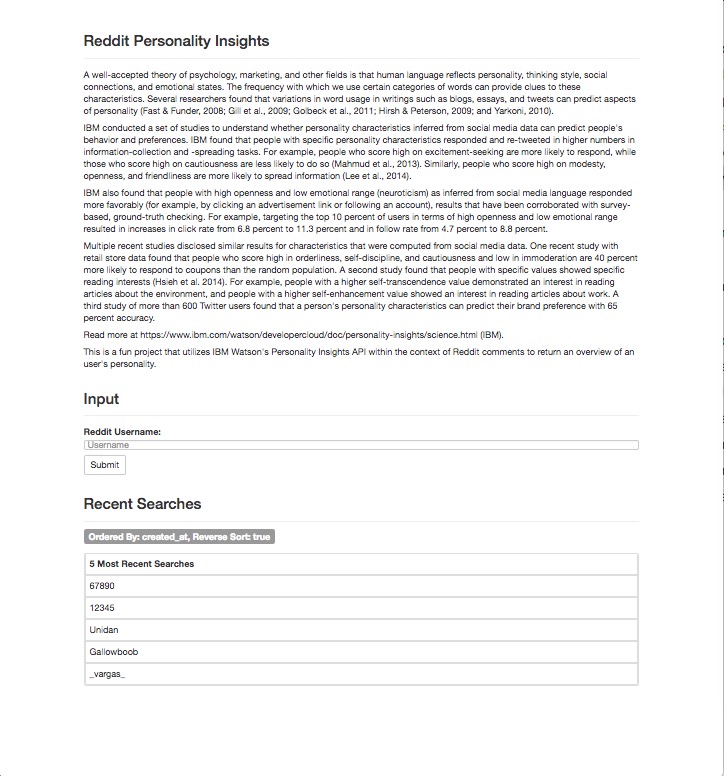 Reddit Personality Insights
A well-accepted theory of psychology, marketing, and other fields is that human language reflects personality, thinking style, social
connections, and emotional states. The frequency with which we use certain categories of words can provide clues to these
characteristics. Several researchers found that variations in word usage in writings such as blogs, essays, and tweets can predict aspects
of personality (Fast & Funder, 2008; Gill et al., 2009; Golbeck et al., 2011; Hirsh & Peterson, 2009; and Yarkoni, 2010).
IBM conducted a set of studies to understand whether personality characteristics inferred from social media data can predict people's
behavior and preferences. IBM found that people with specific personality characteristics responded and re-tweeted in higher numbers in
information-collection and -spreading tasks. For example, people who score high on excitement-seeking are more likely to respond, while
those who score high on cautiousness are less likely to do so (Mahmud et al., 2013). Similarly, people who score high on modesty,
openness, and friendliness are more likely to spread information (Lee et al., 2014).
IBM also found that people with high openness and low emotional range (neuroticism) as inferred from social media language responded
more favorably (for example, by clicking an advertisement link or following an account), results that have been corroborated with survey-
based, ground-truth checking. For example, targeting the top 10 percent of users in terms of high openness and low emotional range
resulted in increases in click rate from 6.8 percent to 11.3 percent and in follow rate from 4.7 percent to 8.8 percent.
Multiple recent studies disclosed similar results for characteristics that were computed from social media data. One recent study with
retail store data found that people who score high in orderliness, self-discipline, and cautiousness and low in immoderation are 40 percent
more likely to respond to coupons than the random population. A second study found that people with specific values showed specific
reading interests (Hsieh et al. 2014). For example, people with a higher self-transcendence value demonstrated an interest in reading
articles about the environment, and people with a higher self-enhancement value showed an interest in reading articles about work. A
third study of more than 600 Twitter users found that a person's personality characteristics can predict their brand preference with 65
percent accuracy.
Read more at https://www.ibm.com/watson/developercloud/doc/personality-insights/science.html (IBM).
This is a fun project that utilizes IBM Watson's Personality Insights API within the context of Reddit comments to return an overview of an
user's personality.
Input
Reddit Username:
Username
Submit
Recent Searches
Ordered By: created_at, Reverse Sort: true
5 Most Recent Searches
67890
12345
Unidan
Gallowboob
_vargas_